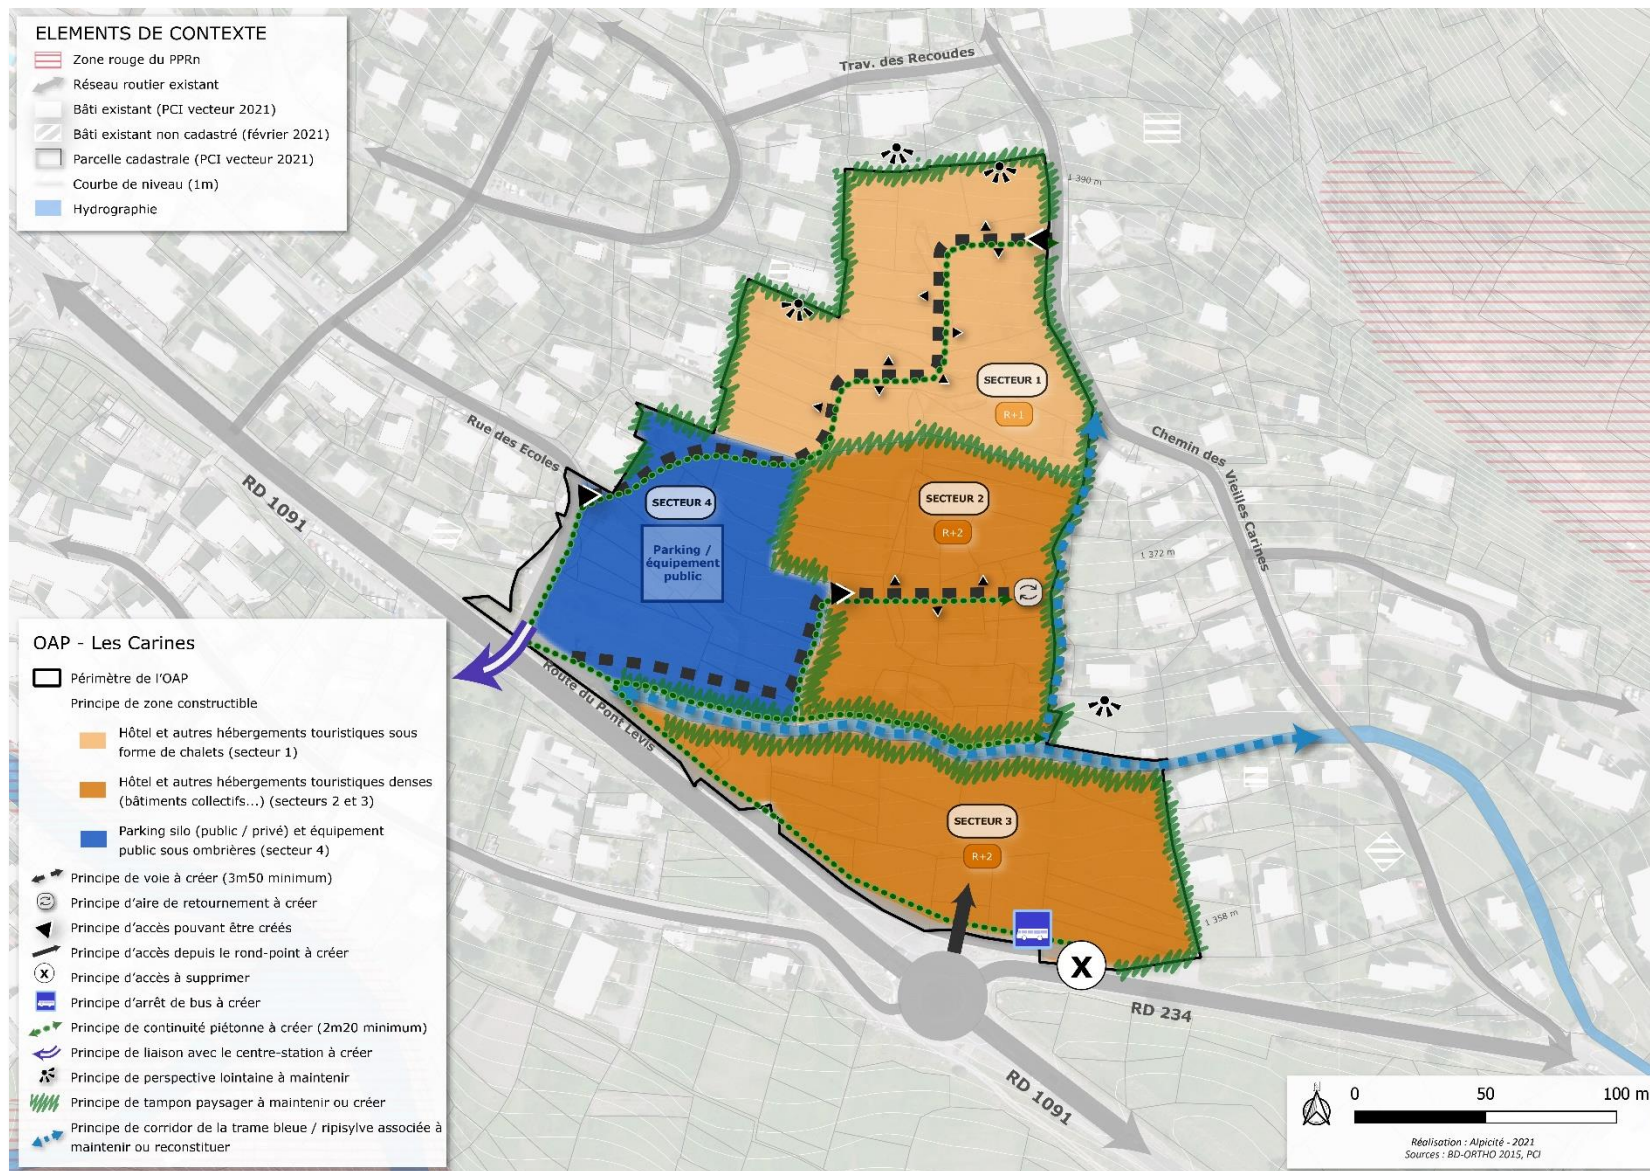 ELEMENTS DE CONTEXTE
Zone rouge du PPRn
Réseau routier existant
Bâti existant (PCI vecteur 2021)
Bâti existant non cadastré (février 2021)
Parcelle cadastrale (PCI vecteur 2021)
Courbe de niveau (1m)
Hydrographie
Trav. des Recoudes
1 390 m
SECTEUR 1
R+1
Rue des Ecoles
Chemin des Vieilles Carines
RD 1091
SECTEUR 4
Parking /
équipement
public
SECTEUR 2
R+2
1 372 m
Route du Pont Levis
SECTEUR 3
R+2
1 358 m
X
RD 234
RD 1091
OAP - Les Carines
Périmètre de l'OAP
Principe de zone constructible
Hôtel et autres hébergements touristiques sous
forme de chalets (secteur 1)
Hôtel et autres hébergements touristiques denses
(bâtiments collectifs...) (secteurs 2 et 3)
Parking silo (public / privé) et équipement
public sous ombrières (secteur 4)
Principe de voie à créer (3m50 minimum)
Principe d'aire de retournement à créer
Principe d'accès pouvant être créés
Principe d'accès depuis le rond-point à créer
X
Principe d'accès à supprimer
Principe d'arrêt de bus à créer
Principe de continuité piétonne à créer (2m20 minimum)
Principe de liaison avec le centre-station à créer
Principe de perspective lointaine à maintenir
Principe de tampon paysager à maintenir ou créer
Principe de corridor de la trame bleue / ripisylve associée à
maintenir ou reconstituer
N
0 50 100 m
Réalisation : Alpicité - 2021
Sources : BD-ORTHO 2015, PCI